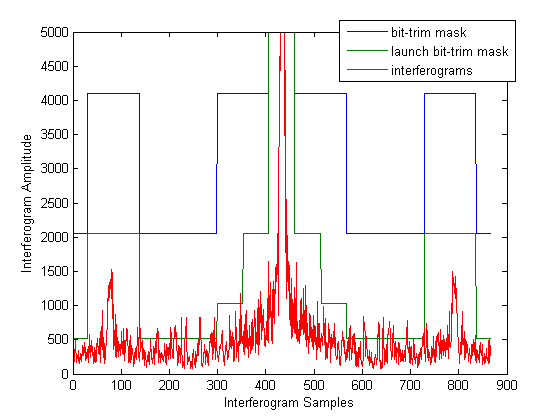 bit-trim mask
launch bit-trim mask
interferograms
5000
4500
4000
3500
3000
2500
2000
1500
1000
500
0
Interferogram Amplitude
0 100 200 300 400 500 600 700 800 900
Interferogram Samples